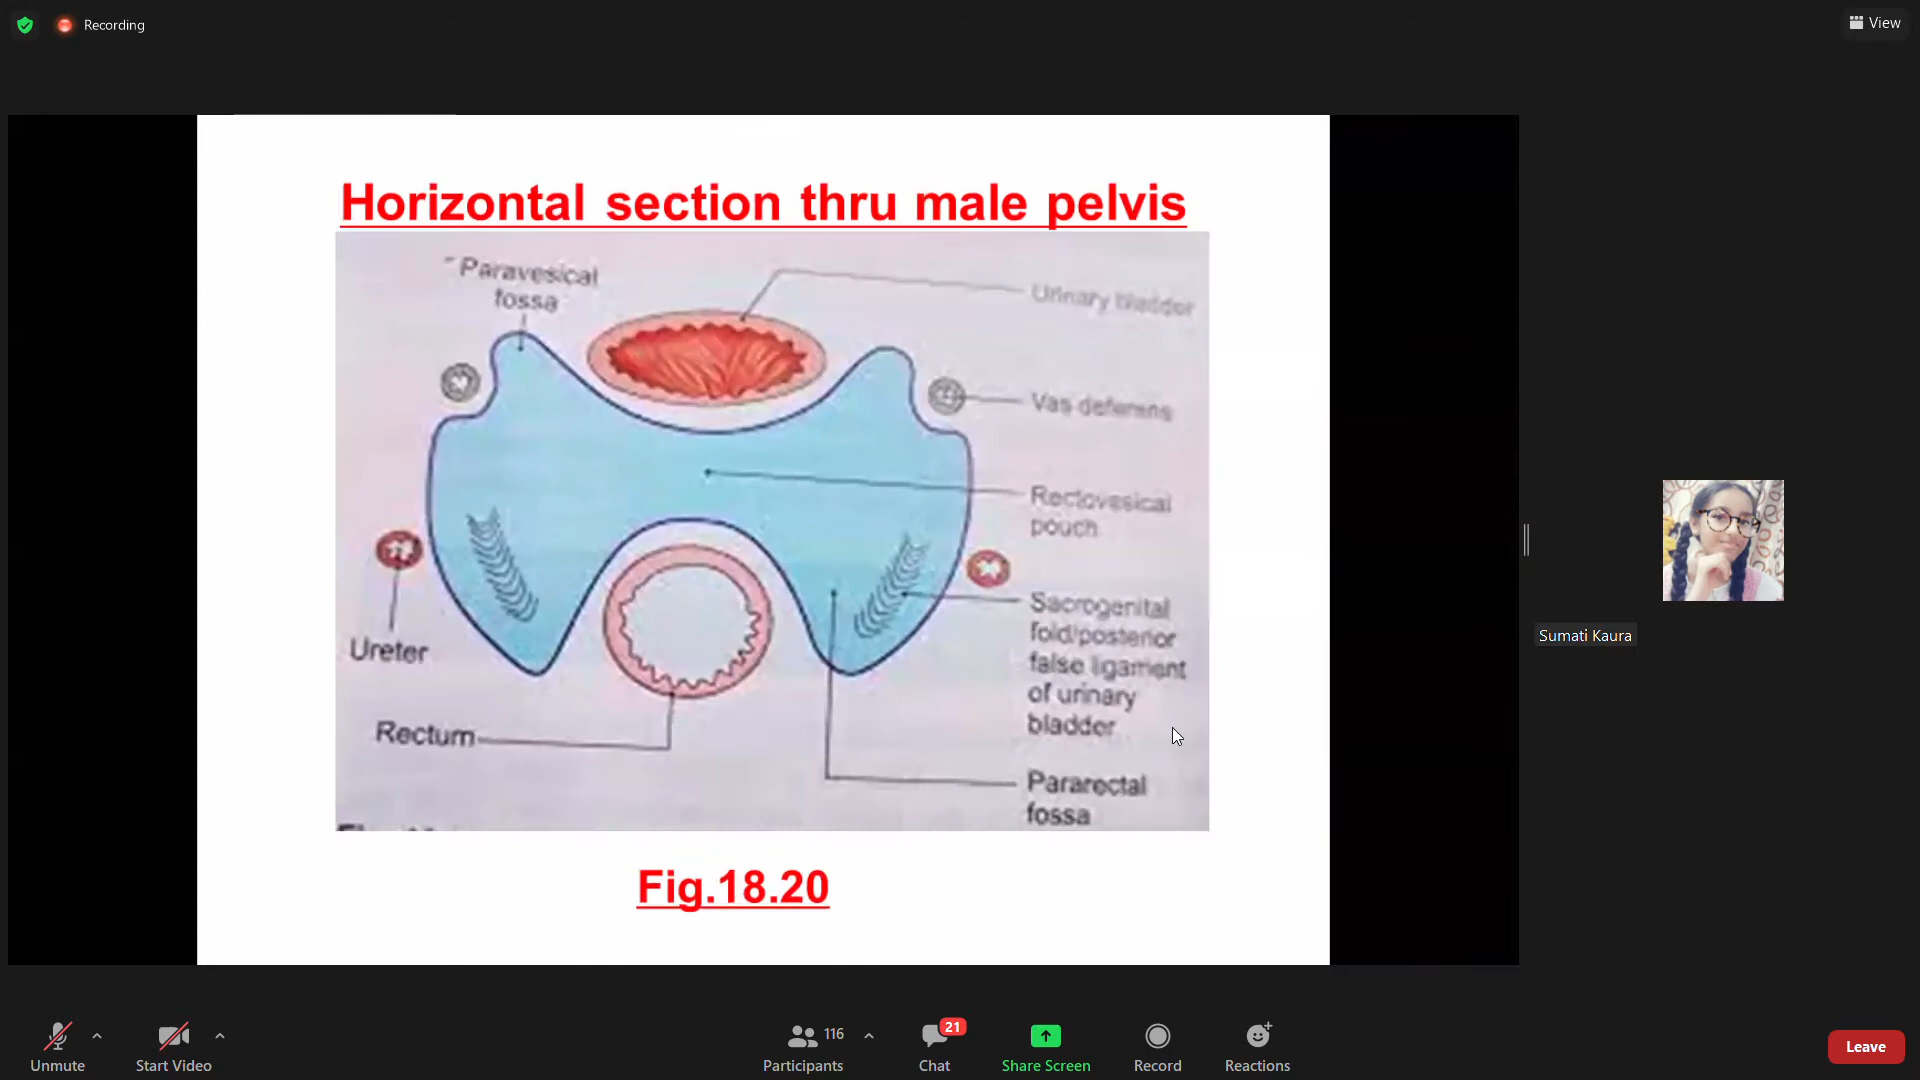 Recording
View
Horizontal section thru male pelvis
Paravesical
fossa
Urinary bladder
Vas deferens
Rectovesical
pouch
Sacrogenital
fold/posterior
false ligament
of urinary
bladder
Ureter
Rectum
Pararectal
fossa
Fig.18.20
Sumati Kaura
Unmute
Start Video
116
Participants
21
Chat
Share Screen
Record
Reactions
Leave